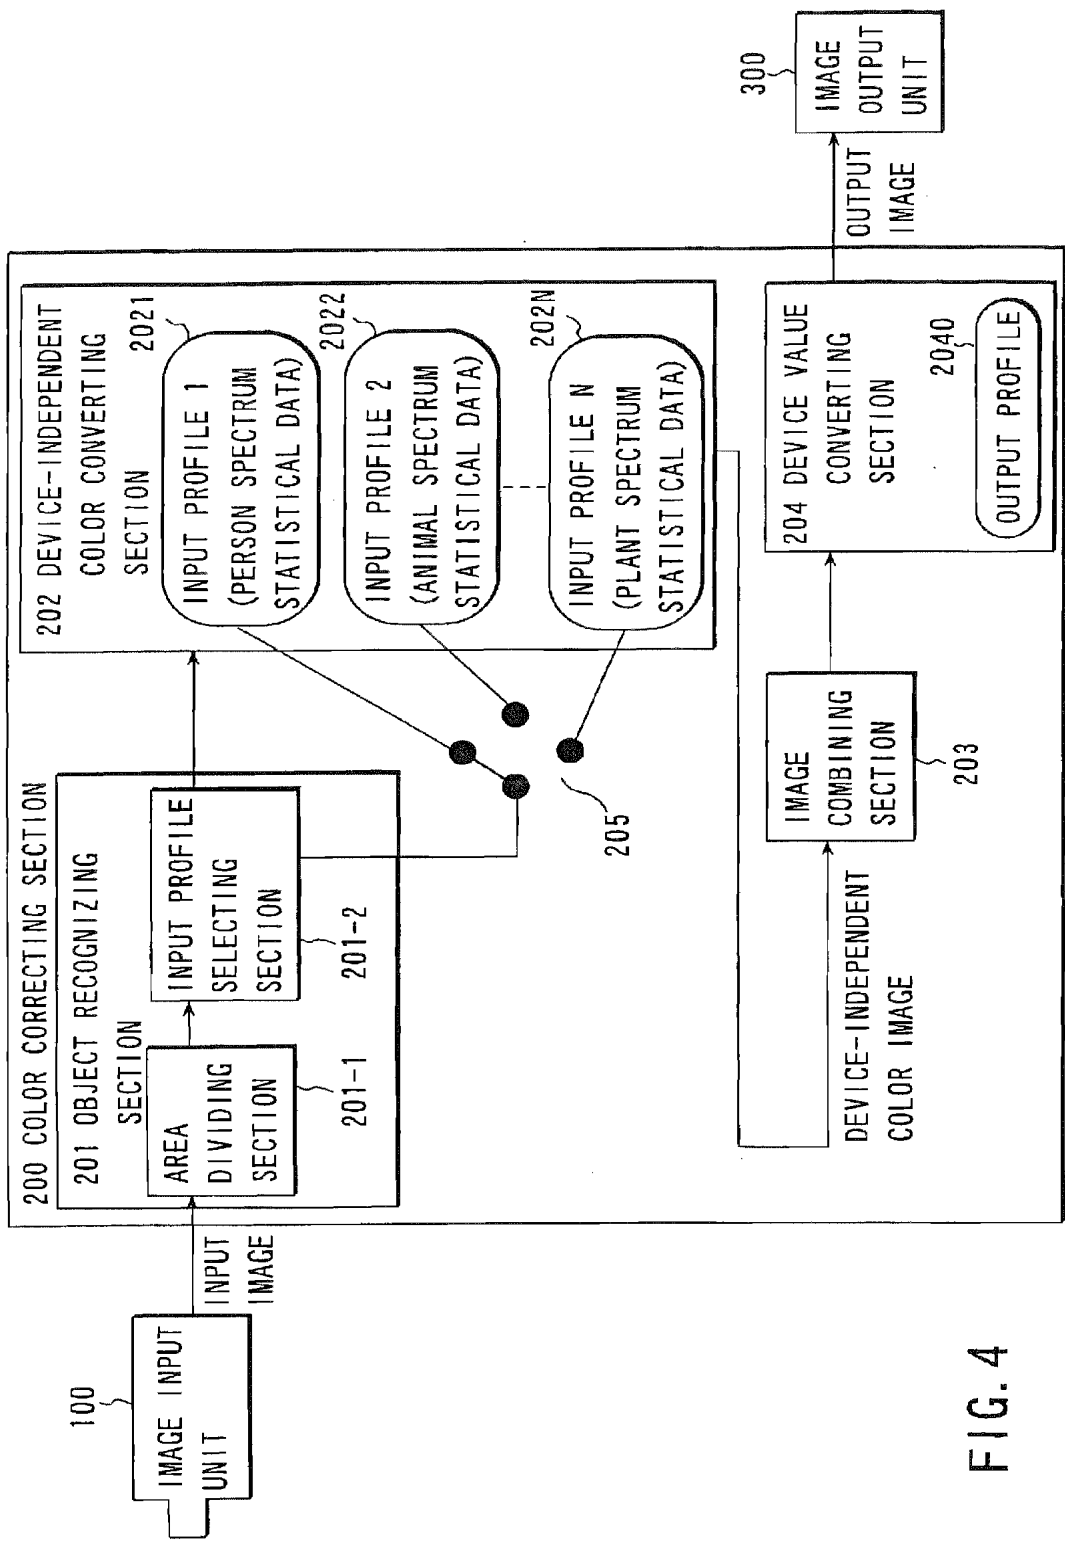 100
IMAGE INPUT
UNIT
INPUT
IMAGE
200 COLOR CORRECTING SECTION
201 OBJECT RECOGNIZING
SECTION
AREA
DIVIDING
SECTION
201-1
INPUT PROFILE
SELECTING
SECTION
201-2
202 DEVICE-INDEPENDENT
COLOR CONVERTING
SECTION
2021
INPUT PROFILE 1
(PERSON SPECTRUM
STATISTICAL DATA)
2022
INPUT PROFILE 2
(ANIMAL SPECTRUM
STATISTICAL DATA)
202N
INPUT PROFILE N
(PLANT SPECTRUM
STATISTICAL DATA)
205
DEVICE-INDEPENDENT
COLOR IMAGE
IMAGE
COMBINING
SECTION
203
204 DEVICE VALUE
CONVERTING
SECTION
2040
OUTPUT PROFILE
OUTPUT
IMAGE
300
IMAGE
OUTPUT
UNIT
FIG. 4